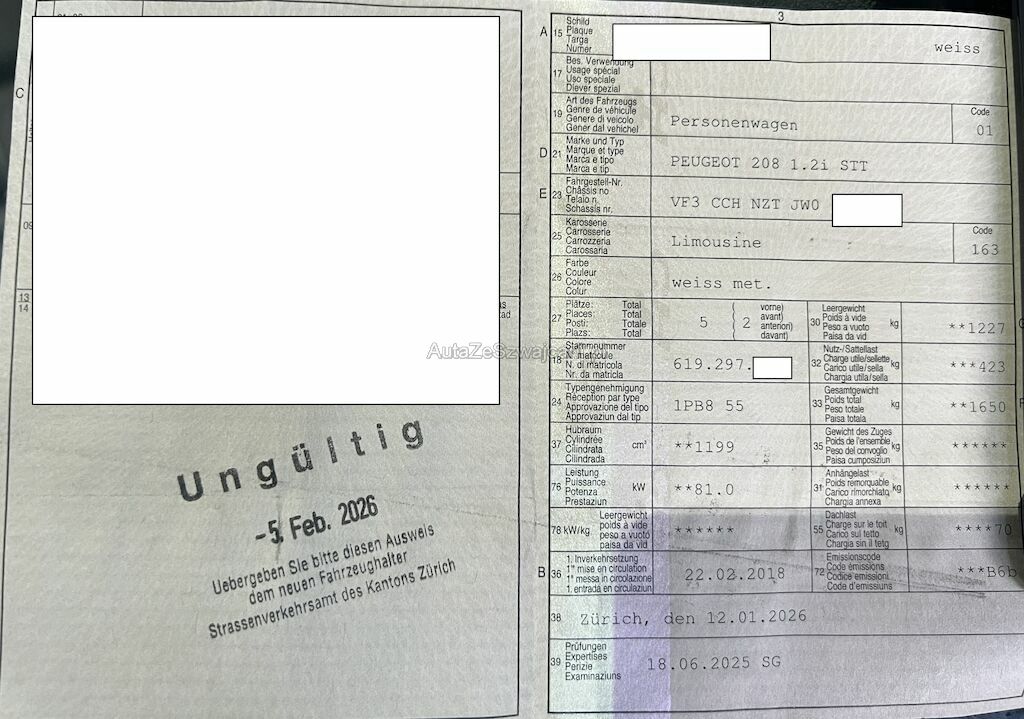 3
C
09
13
14
A 15 Schild
Plaque
Targa
Numer
weiss
17 Bes. Verwendung
Usage spécial
Uso speciale
Diever spezial
19 Art des Fahrzeugs
Genre de véhicule
Genere di veicolo
Gener dal vehichel
Personenwagen
Code
01
D 21 Marke und Typ
Marque et type
Marca e tipo
Marca e tip
PEUGEOT 208 1.2i STT
E 23 Fahrgestell-Nr.
Châssis no
Telaio n.
Schassis nr.
VF3 CCH NZT JW0
25 Karosserie
Carrosserie
Carrozzeria
Carossaria
Limousine
Code
163
26 Farbe
Couleur
Colore
Colur
weiss met.
27 Plätze: Total
Places: Total
Posti: Totale
Plazs: Total
5 ( 2 vorne)
avant)
anteriori)
davant)
30 Leergewicht
Poids à vide
Peso a vuoto
Paisa da vid
kg
**1227
18 Stammnummer
N. matricule
N. di matricola
Nr. da matricla
619.297.
32 Nutz-/Sattellast
Charge utile/sellette
Carico utile/sella
Chargia utila/sella
kg
***423
24 Typengenehmigung
Réception par type
Approvazione del tipo
Approvaziun dal tip
1PB8 55
33 Gesamtgewicht
Poids total
Peso totale
Paisa totala
kg
**1650
37 Hubraum
Cylindrée
Cilindrata
Cilindrada
cm³
**1199
35 Gewicht des Zuges
Poids de l'ensemble
Peso del convoglio
Paisa cumposiziun
kg
******
76 Leistung
Puissance
Potenza
Prestaziun
kW
**81.0
31 Anhängelast
Poids remorquable
Carico rimorchiato
Chargia annexa
kg
******
78 kW/kg Leergewicht
poids à vide
peso a vuoto
paisa da vid
******
55 Dachlast
Charge sur le toit
Carico sul tetto
Chargia sin il tetg
kg
****70
B 36 1. Inverkehrsetzung
1re mise en circulation
1a messa in circolazione
1. entrada en circulaziun
22.02.2018
72 Emissionscode
Code émissions
Codice emissioni
Code d'emissiuns
***B6b
38 Zürich, den 12.01.2026
39 Prüfungen
Expertises
Perizie
Examinaziuns
18.06.2025 SG
Ungültig
-5. Feb. 2026
Uebergeben Sie bitte diesen Ausweis
dem neuen Fahrzeughalter
Strassenverkehrsamt des Kantons Zürich